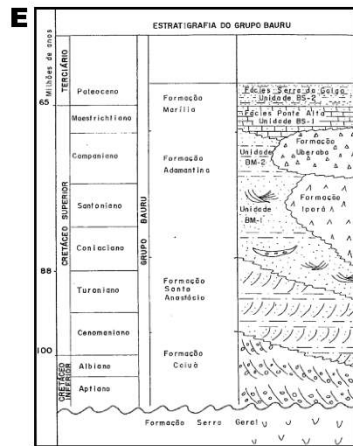 E
ESTRATIGRAFIA DO GRUPO BAURU
Milhões de anos
TERCIÁRIO
Paleoceno
Formação
Marília
Fácies Serra da Galga
Unidade BS-2
65
Maestrichtiano
Fácies Ponte Alta
Unidade BS-1
CRETÁCEO SUPERIOR
GRUPO BAURU
Campaniano
Formação
Adamantina
Unidade
BM-2
Formação
Uberaba
Santoniano
Unidade
BM-1
Formação
Coniaciano
88
Turoniano
Formação
Santo
Anastácio
Cenomaniano
100
CRETÁCEO
INFERIOR
Albiano
Formação
Caiuá
Aptiano
Formação Serra Geral